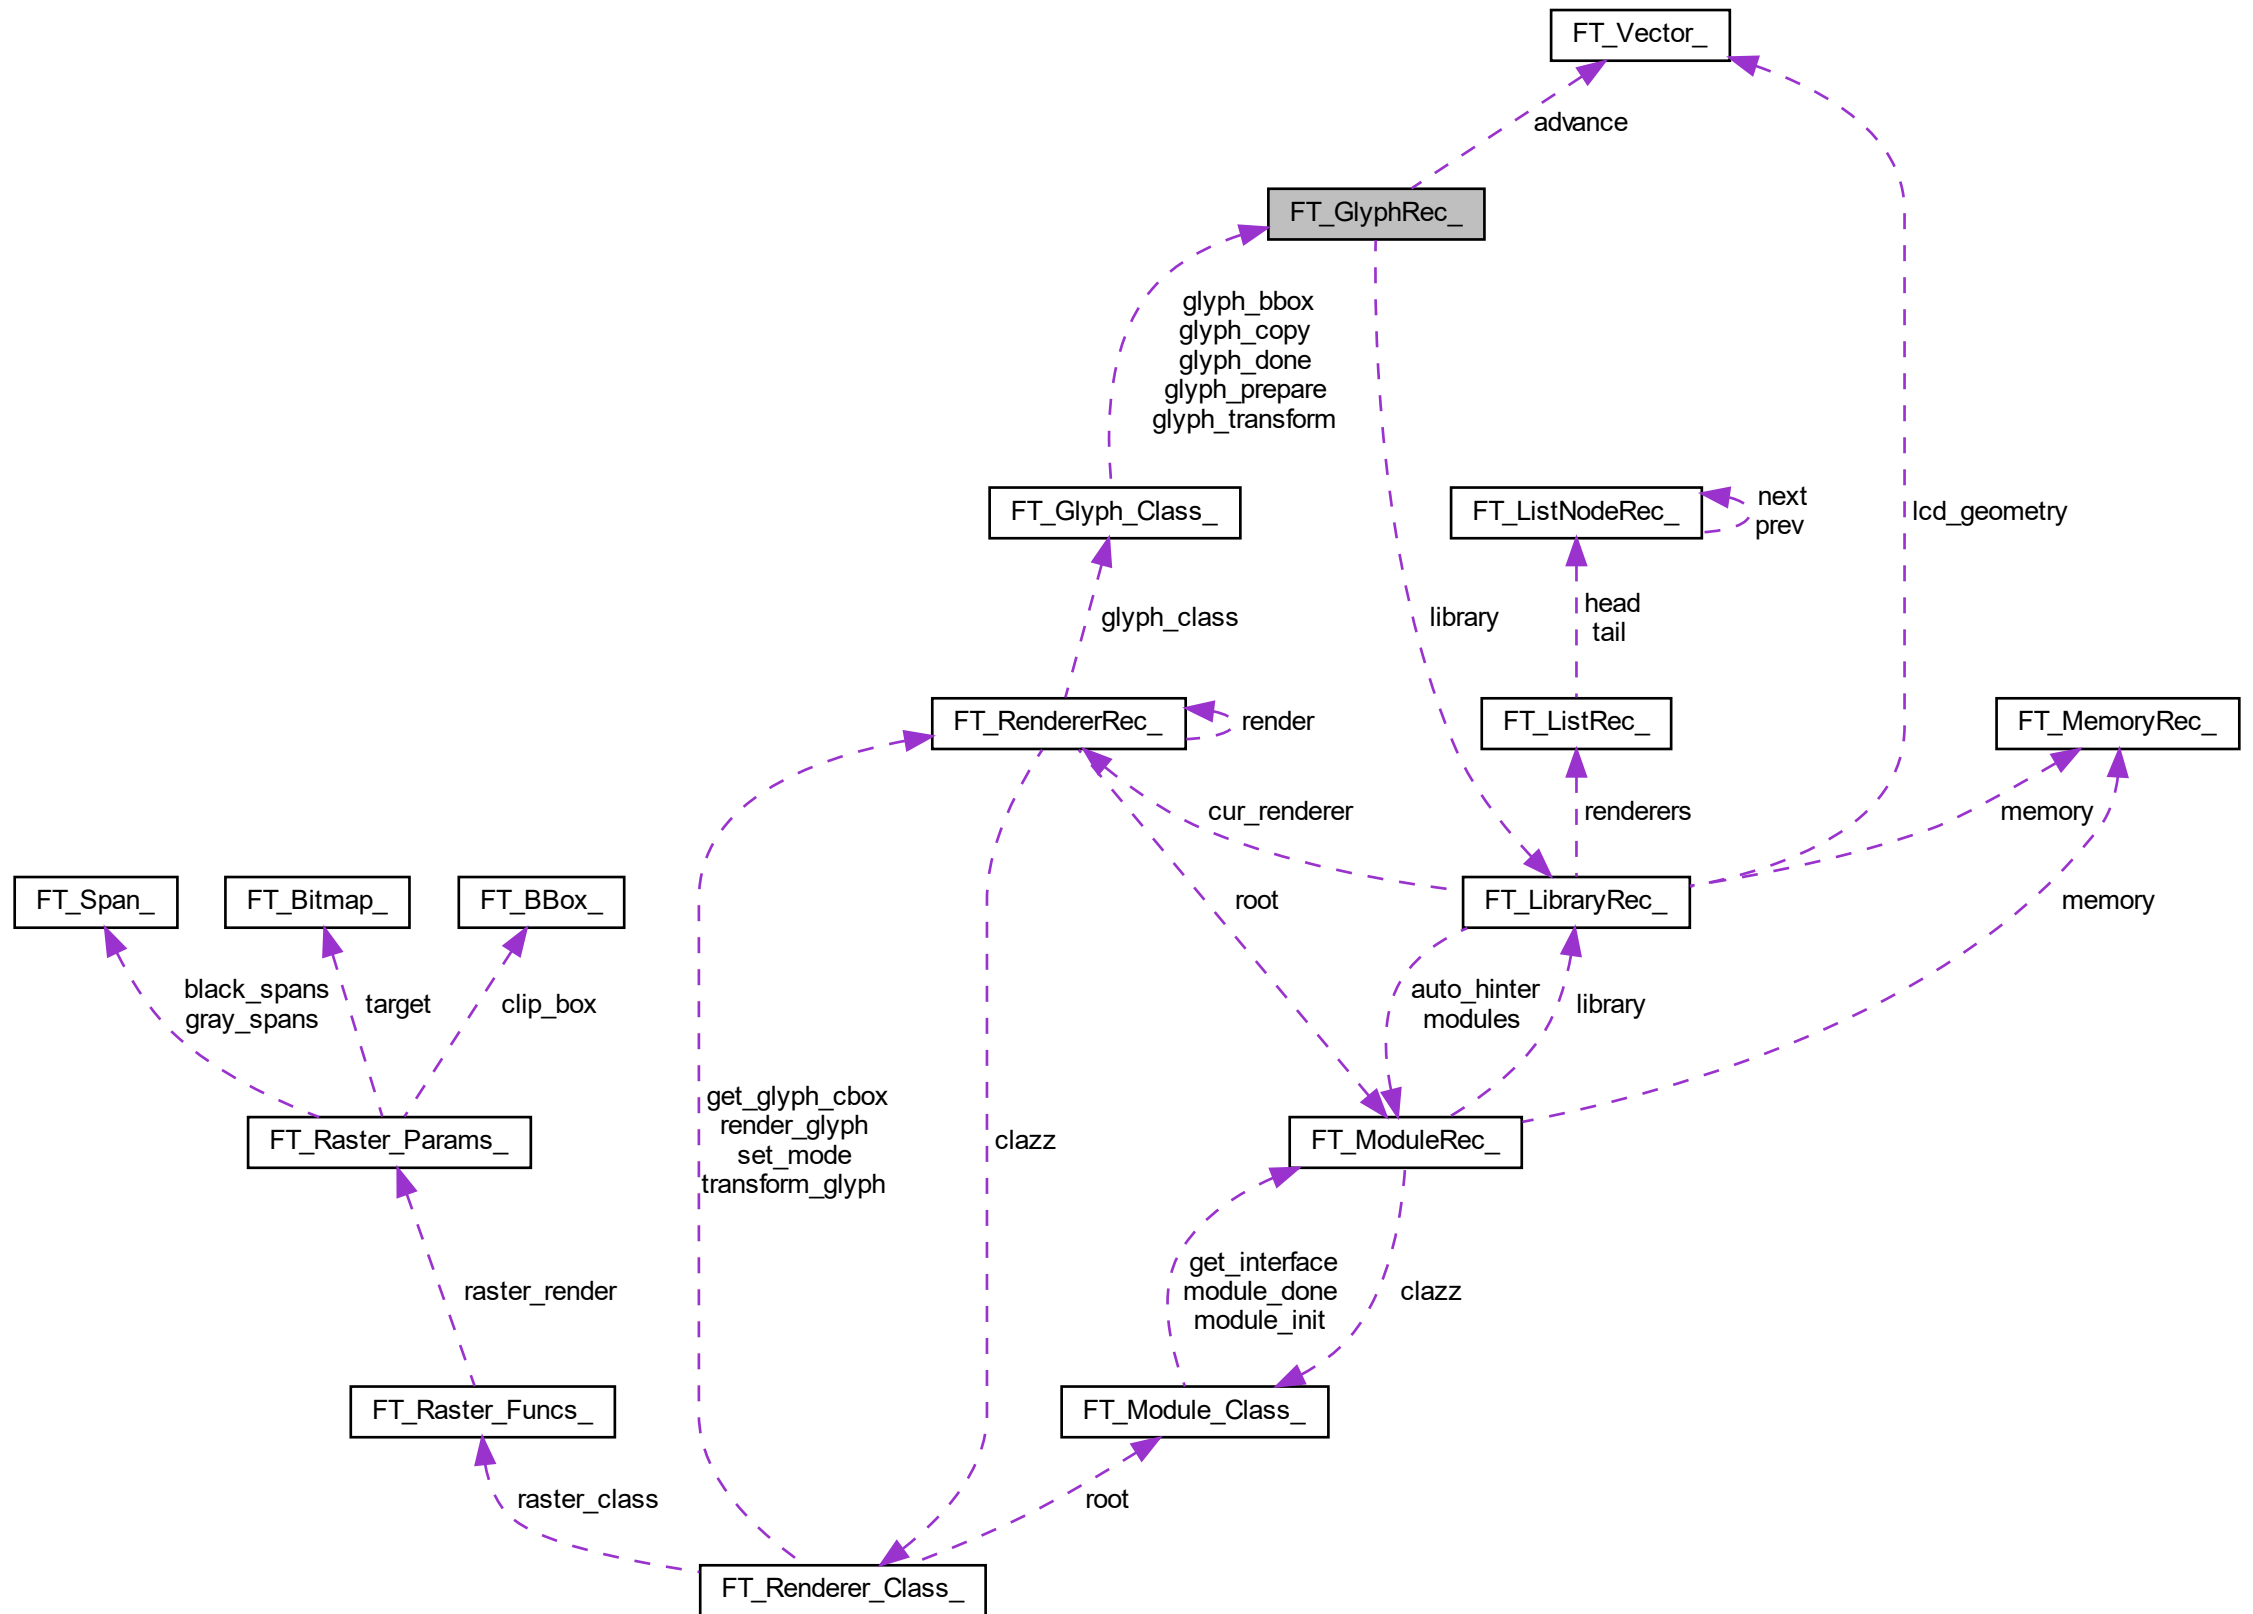 FT_Vector_
advance
FT_GlyphRec_
glyph_bbox
glyph_copy
glyph_done
glyph_prepare
glyph_transform
FT_Glyph_Class_
FT_ListNodeRec_
next
prev
lcd_geometry
glyph_class
library
head
tail
FT_RendererRec_
render
FT_ListRec_
FT_MemoryRec_
cur_renderer
renderers
memory
FT_Span_
FT_Bitmap_
FT_BBox_
root
FT_LibraryRec_
memory
black_spans
gray_spans
target
clip_box
auto_hinter
modules
library
get_glyph_cbox
render_glyph
set_mode
transform_glyph
clazz
FT_Raster_Params_
FT_ModuleRec_
raster_render
get_interface
module_done
module_init
clazz
FT_Raster_Funcs_
FT_Module_Class_
raster_class
root
FT_Renderer_Class_